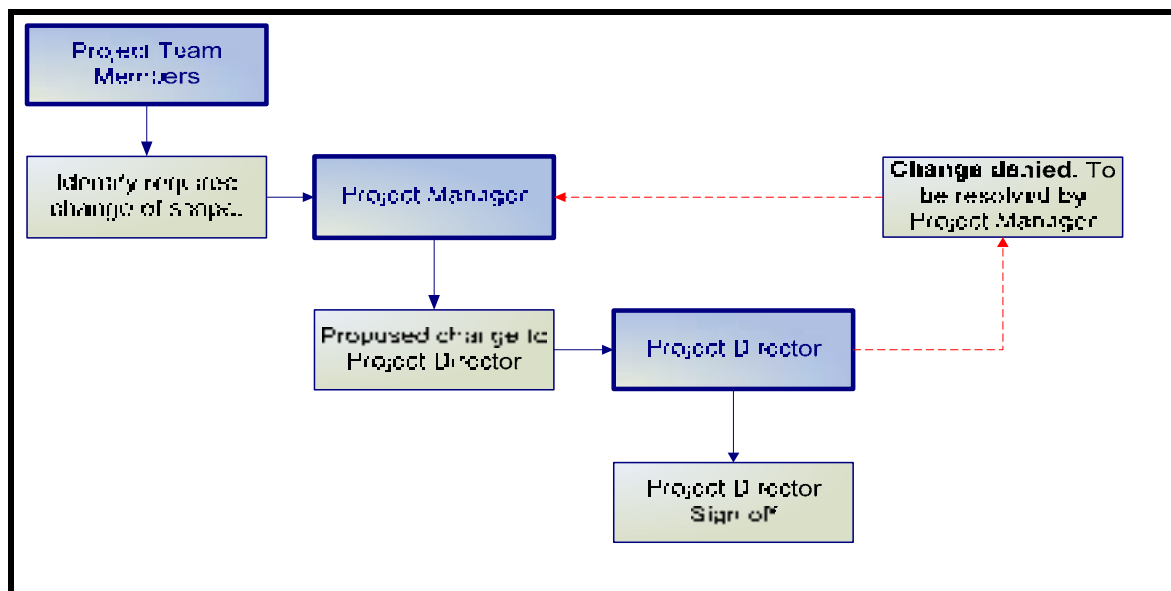 Project Team
Members
Identify required
change of scope.
Project Manager
Change denied. To
be resolved by
Project Manager
Proposed change to
Project Director
Project Director
Project Director
Sign off